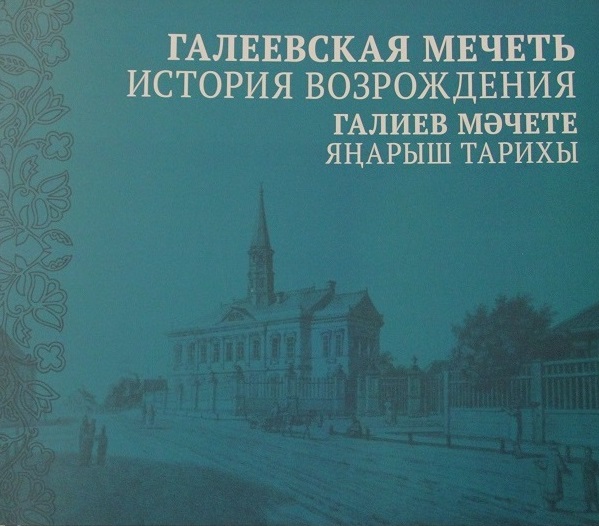 ГАЛЕЕВСКАЯ МЕЧЕТЬ
ИСТОРИЯ ВОЗРОЖДЕНИЯ
ГАЛИЕВ МӘЧЕТЕ
ЯҢАРЫШ ТАРИХЫ